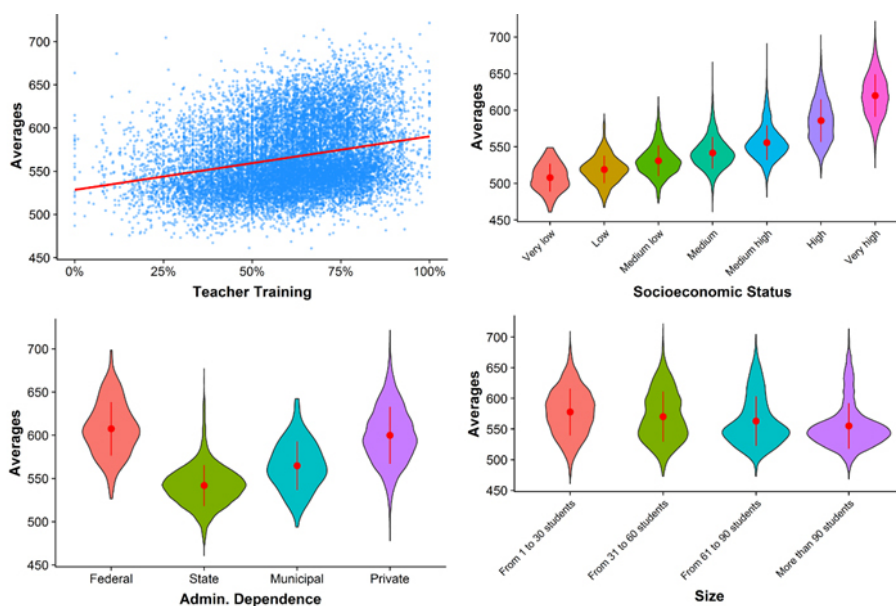 700
650
600
550
500
450
Averages
0%
25%
50%
75%
100%
Teacher Training
700
650
600
550
500
450
Averages
Very low
Low
Medium low
Medium
Medium high
High
Very high
Socioeconomic Status
700
650
600
550
500
450
Averages
Federal
State
Municipal
Private
Admin. Dependence
700
650
600
550
500
450
Averages
From 1 to 30 students
From 31 to 60 students
From 61 to 90 students
More than 90 students
Size